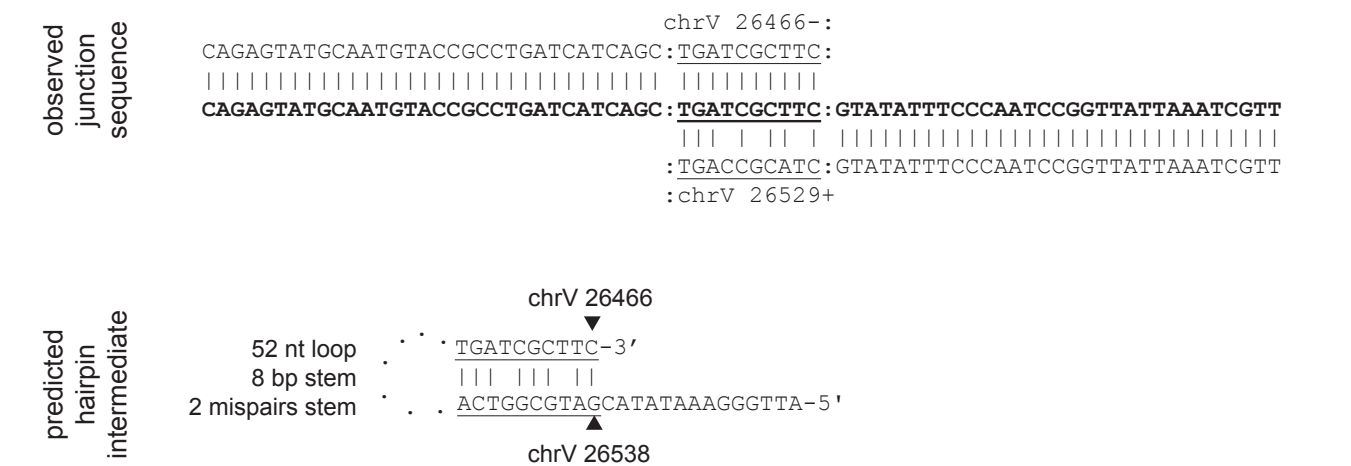 observed junction sequence
chrV 26466-:
CAGAGTATGCAATGTACCGCCTGATCATCAGC:TGATCGCTTC:
||||||||||||||||||||||||||||||||  ||||||||||
CAGAGTATGCAATGTACCGCCTGATCATCAGC:TGATCGCTTC:GTATATTTCCCAATCCGGTTATTAAATCGTT
||| | || | |||||||||||||||||||||||||||||||
:TGACCGCATC:GTATATTTCCCAATCCGGTTATTAAATCGTT
:chrV 26529+
predicted hairpin intermediate
chrV 26466
52 nt loop TGATCGCTTC-3′
8 bp stem ||| ||| ||
2 mispairs stem ACTGGCGTAGCATATAAAGGGTTA-5'
chrV 26538